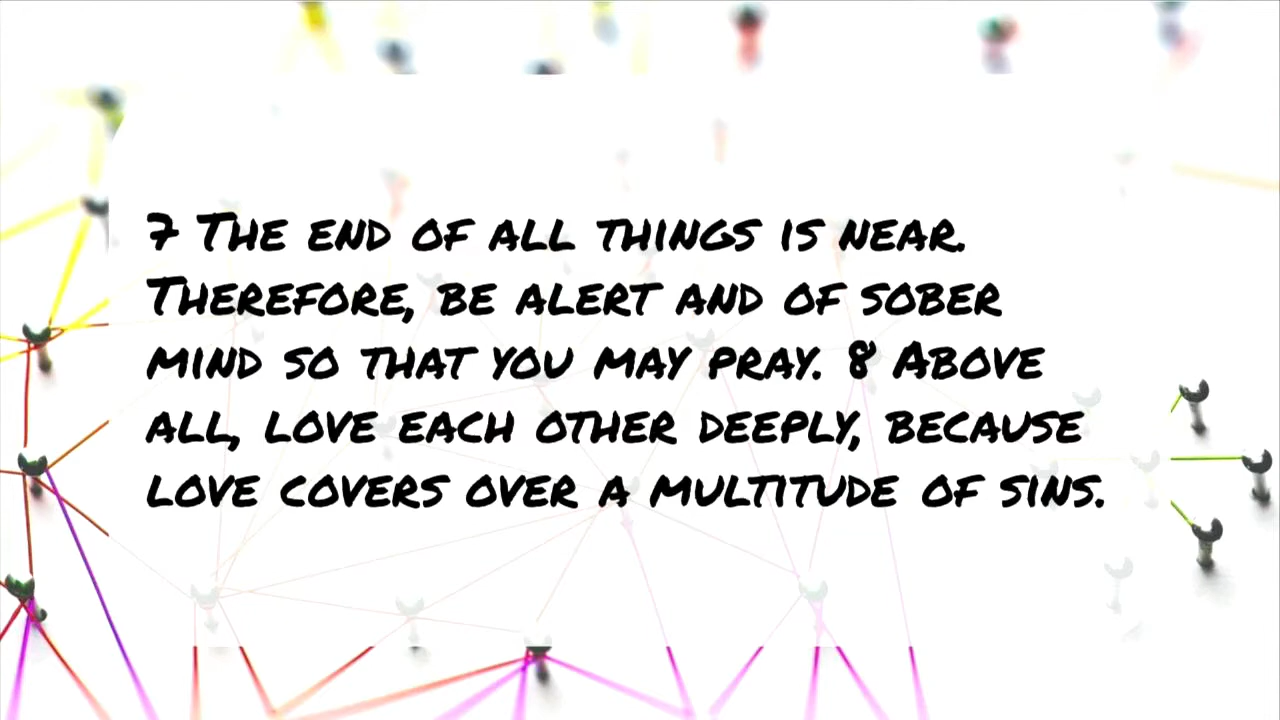 7 The end of all things is near.
Therefore, be alert and of sober
mind so that you may pray. 8 Above
all, love each other deeply, because
love covers over a multitude of sins.